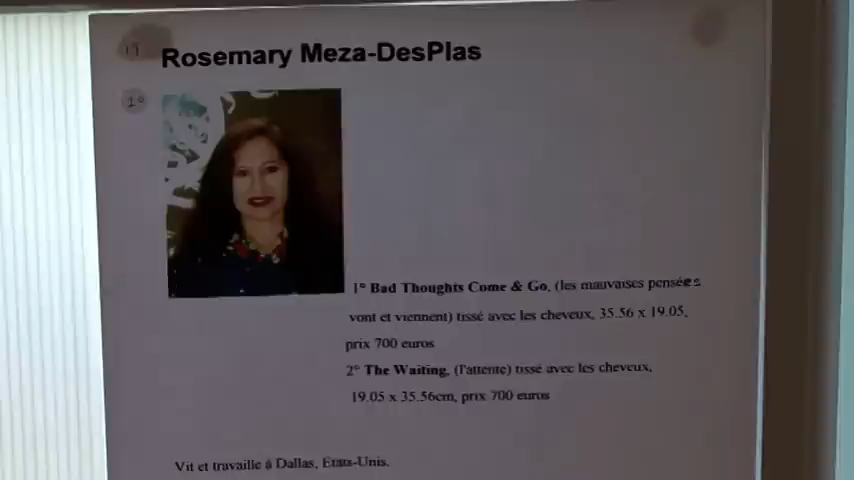 17
Rosemary Meza-DesPlas
1°
1° Bad Thoughts Come & Go, (les mauvaises pensées
vont et viennent) tissé avec les cheveux, 35.56 x 19.05,
prix 700 euros
2° The Waiting, (l'attente) tissé avec les cheveux,
19.05 x 35.56cm, prix 700 euros
Vit et travaille à Dallas, Etats-Unis.